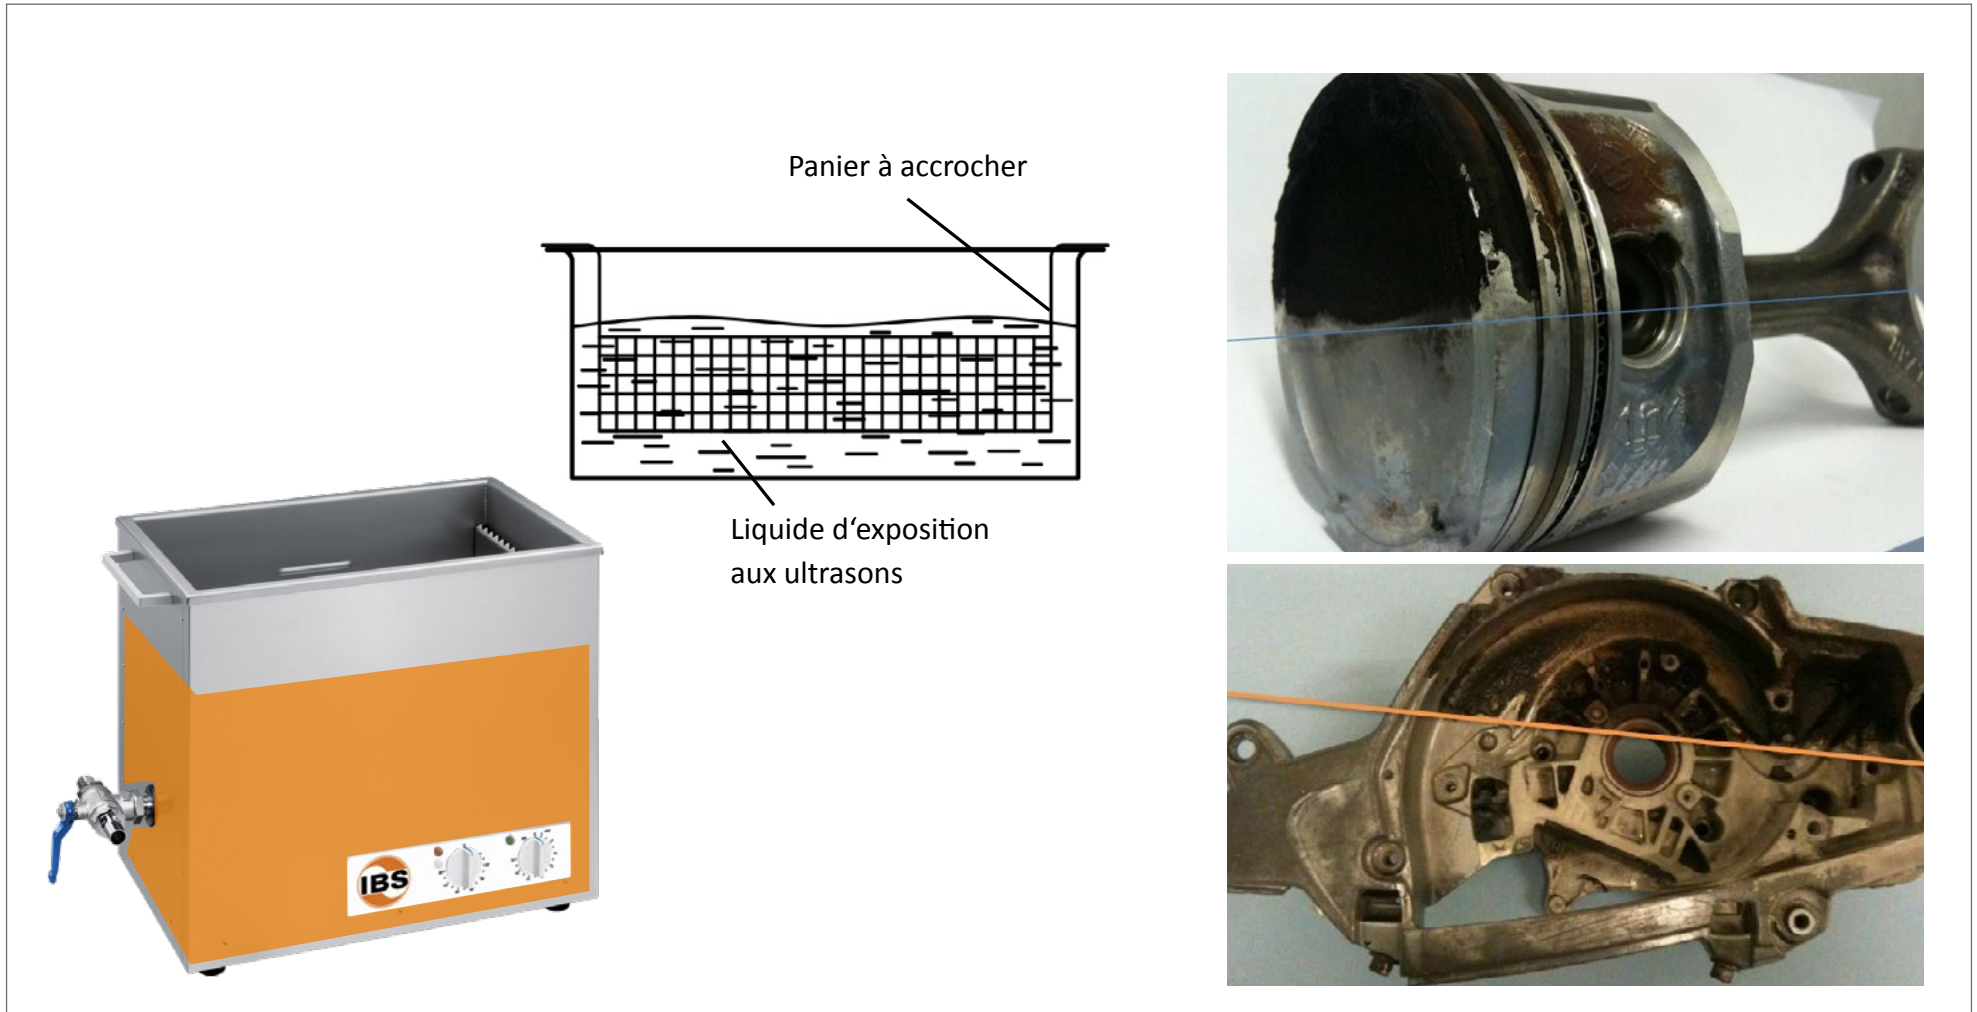 Panier à accrocher
Liquide d‘exposition
aux ultrasons
IBS